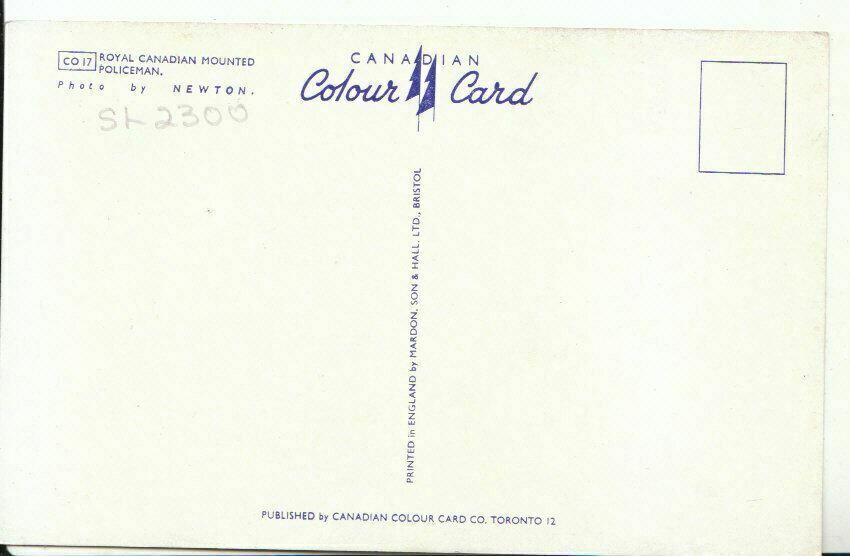 CO 17 ROYAL CANADIAN MOUNTED
POLICEMAN.
Photo by NEWTON.
SL2300
CANADIAN
Colour Card
PRINTED in ENGLAND by MARDON, SON & HALL, LTD., BRISTOL
PUBLISHED by CANADIAN COLOUR CARD CO. TORONTO 12